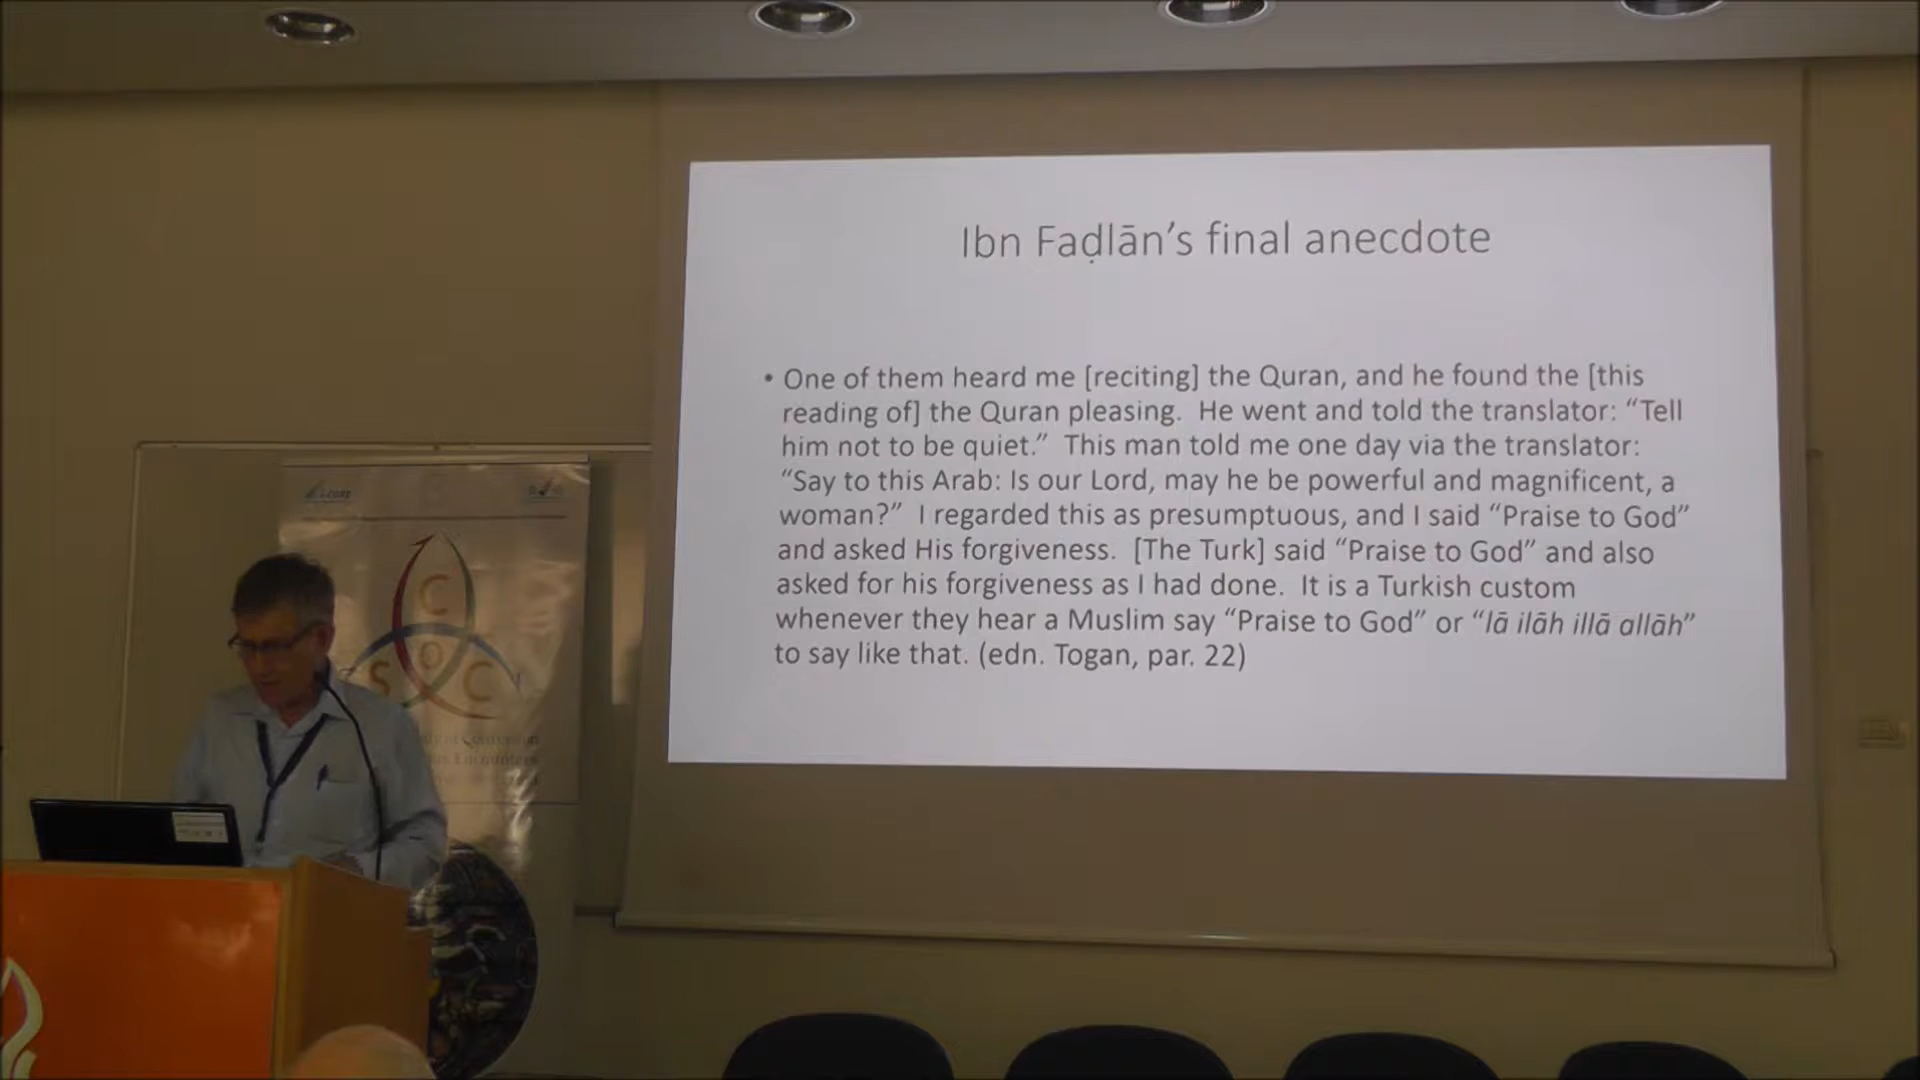 Ibn Faḍlān’s final anecdote
• One of them heard me [reciting] the Quran, and he found the [this
reading of] the Quran pleasing. He went and told the translator: “Tell
him not to be quiet.” This man told me one day via the translator:
“Say to this Arab: Is our Lord, may he be powerful and magnificent, a
woman?” I regarded this as presumptuous, and I said “Praise to God”
and asked His forgiveness. [The Turk] said “Praise to God” and also
asked for his forgiveness as I had done. It is a Turkish custom
whenever they hear a Muslim say “Praise to God” or “lā ilāh illā allāh”
to say like that. (edn. Togan, par. 22)
I-CORE
C
S O C